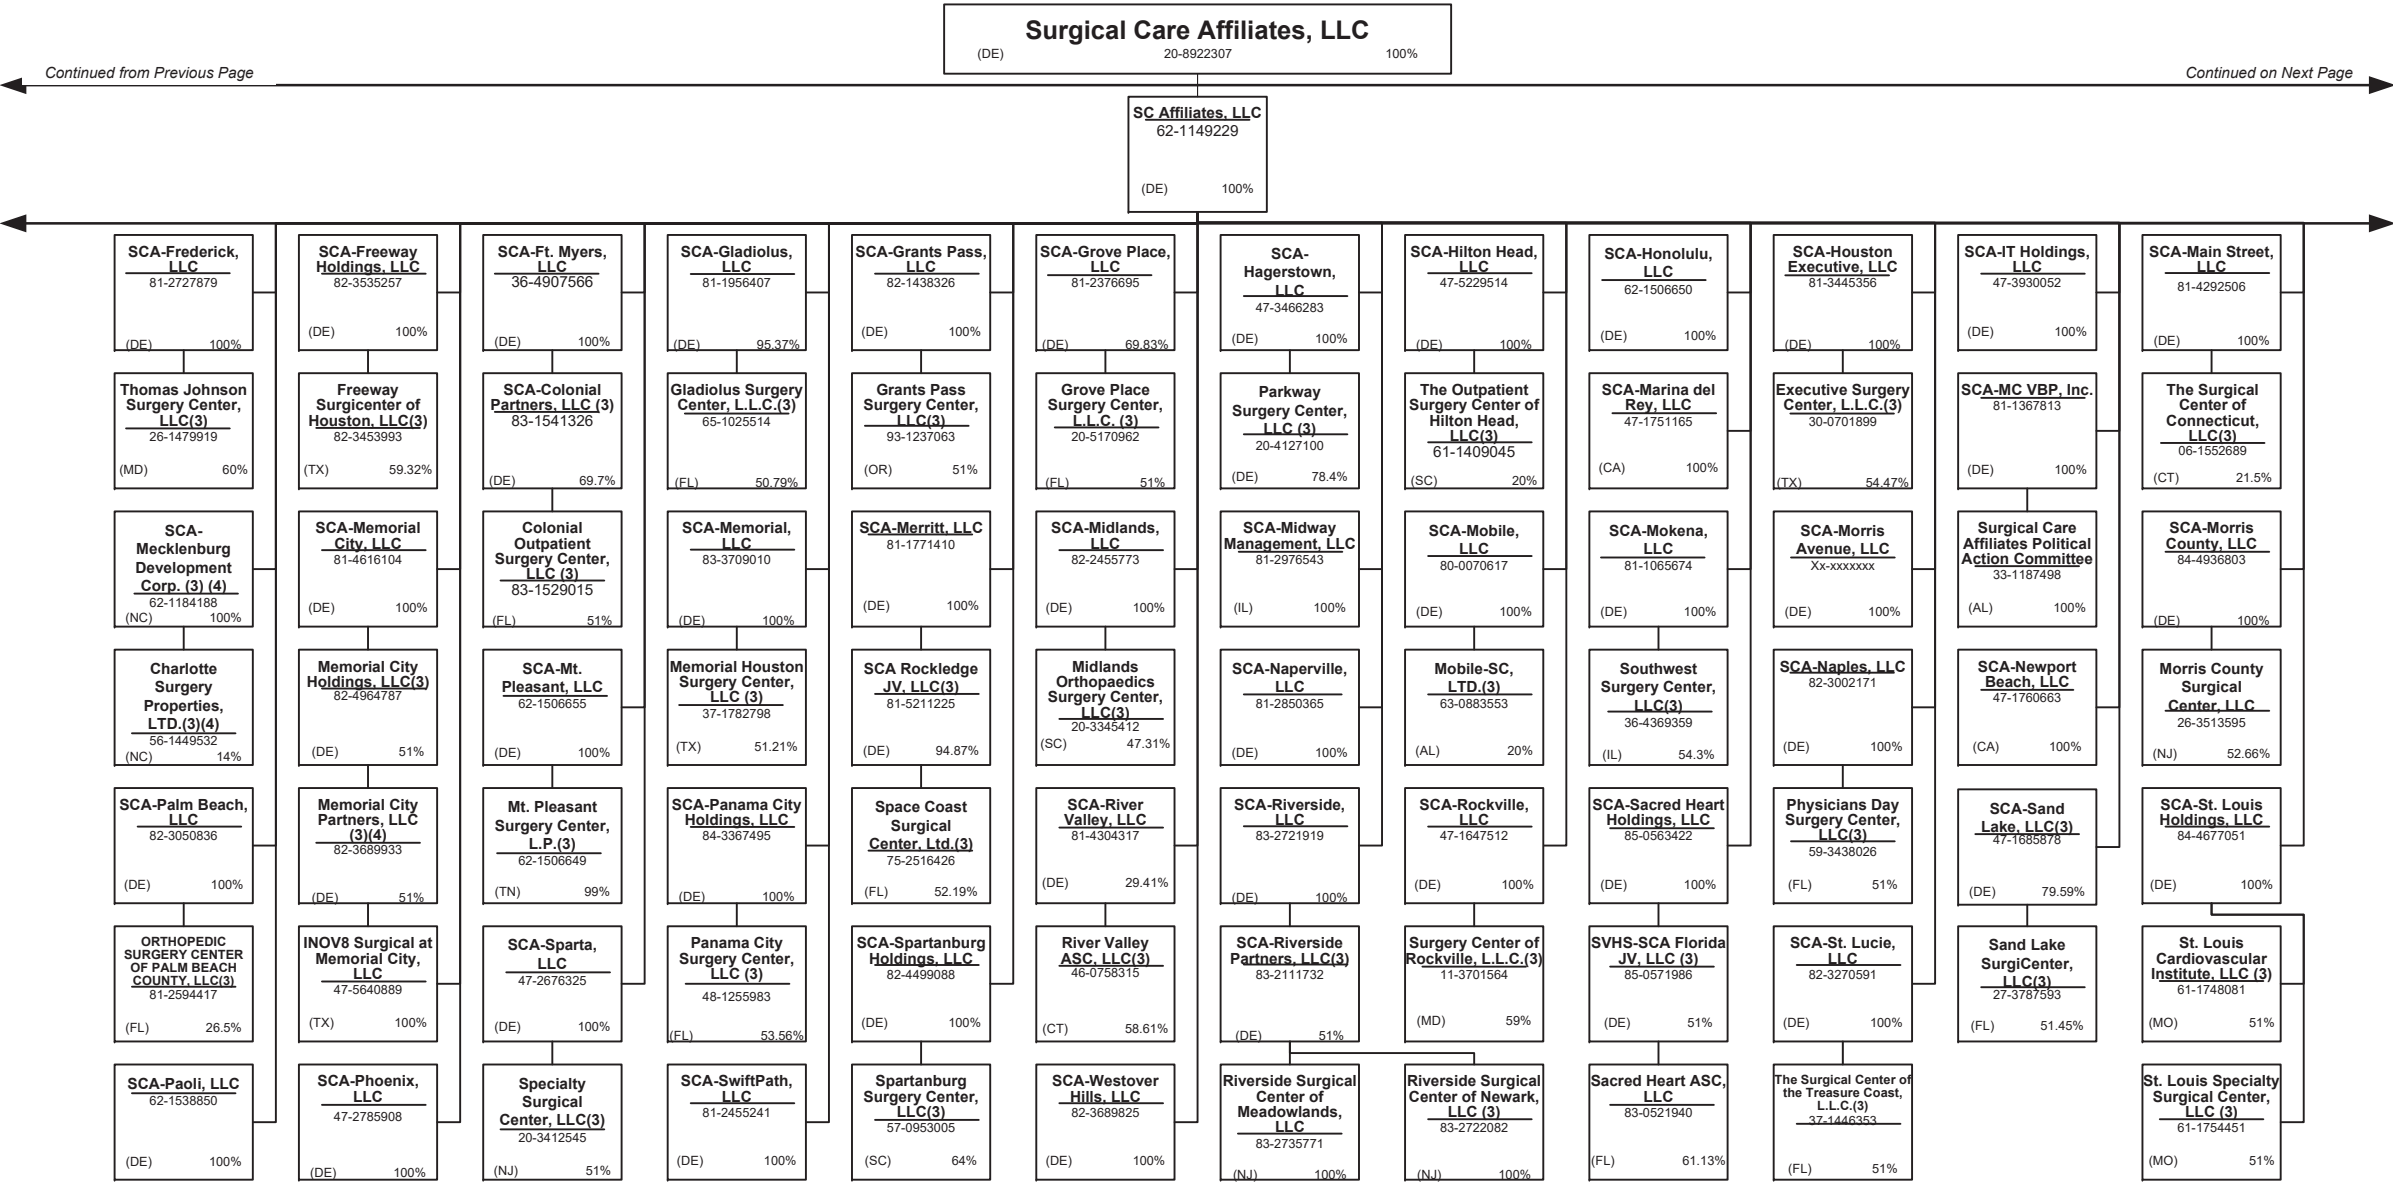 Surgical Care Affiliates, LLC
(DE) 20-8922307 100%
Continued from Previous Page
Continued on Next Page
SC Affiliates, LLC
62-1149229
(DE) 100%
SCA-Frederick,
LLC
81-2727879
(DE) 100%
SCA-Freeway
Holdings, LLC
82-3535257
(DE) 100%
SCA-Ft. Myers,
LLC
36-4907566
(DE) 100%
SCA-Gladiolus,
LLC
81-1956407
(DE) 95.37%
SCA-Grants Pass,
LLC
82-1438326
(DE) 100%
SCA-Grove Place,
LLC
81-2376695
(DE) 69.83%
SCA-
Hagerstown,
LLC
47-3466283
(DE) 100%
SCA-Hilton Head,
LLC
47-5229514
(DE) 100%
SCA-Honolulu,
LLC
62-1506650
(DE) 100%
SCA-Houston
Executive, LLC
81-3445356
(DE) 100%
SCA-IT Holdings,
LLC
47-3930052
(DE) 100%
SCA-Main Street,
LLC
81-4292506
(DE) 100%
Thomas Johnson
Surgery Center,
LLC(3)
26-1479919
(MD) 60%
Freeway
Surgicenter of
Houston, LLC(3)
82-3453993
(TX) 59.32%
SCA-Colonial
Partners, LLC (3)
83-1541326
(DE) 69.7%
Gladiolus Surgery
Center, L.L.C.(3)
65-1025514
(FL) 50.79%
Grants Pass
Surgery Center,
LLC(3)
93-1237063
(OR) 51%
Grove Place
Surgery Center,
L.L.C. (3)
20-5170962
(FL) 51%
Parkway
Surgery Center,
LLC (3)
20-4127100
(DE) 78.4%
The Outpatient
Surgery Center of
Hilton Head,
LLC(3)
61-1409045
(SC) 20%
SCA-Marina del
Rey, LLC
47-1751165
(CA) 100%
Executive Surgery
Center, L.L.C.(3)
30-0701899
(TX) 54.47%
SCA-MC VBP, Inc.
81-1367813
(DE) 100%
The Surgical
Center of
Connecticut,
LLC(3)
06-1552689
(CT) 21.5%
SCA-
Mecklenburg
Development
Corp. (3) (4)
62-1184188
(NC) 100%
SCA-Memorial
City, LLC
81-4616104
(DE) 100%
Colonial
Outpatient
Surgery Center,
LLC (3)
83-1529015
(FL) 51%
SCA-Memorial,
LLC
83-3709010
(DE) 100%
SCA-Merritt, LLC
81-1771410
(DE) 100%
SCA-Midlands,
LLC
82-2455773
(DE) 100%
SCA-Midway
Management, LLC
81-2976543
(IL) 100%
SCA-Mobile,
LLC
80-0070617
(DE) 100%
SCA-Mokena,
LLC
81-1065674
(DE) 100%
SCA-Morris
Avenue, LLC
Xx-xxxxxxx
(DE) 100%
Surgical Care
Affiliates Political
Action Committee
33-1187498
(AL) 100%
SCA-Morris
County, LLC
84-4936803
(DE) 100%
Charlotte
Surgery
Properties,
LTD.(3)(4)
56-1449532
(NC) 14%
Memorial City
Holdings, LLC(3)
82-4964787
(DE) 51%
SCA-Mt.
Pleasant, LLC
62-1506655
(DE) 100%
Memorial Houston
Surgery Center,
LLC (3)
37-1782798
(TX) 51.21%
SCA Rockledge
JV, LLC(3)
81-5211225
(DE) 94.87%
Midlands
Orthopaedics
Surgery Center,
LLC(3)
20-3345412
(SC) 47.31%
SCA-Naperville,
LLC
81-2850365
(DE) 100%
Mobile-SC,
LTD.(3)
63-0883553
(AL) 20%
Southwest
Surgery Center,
LLC(3)
36-4369359
(IL) 54.3%
SCA-Naples, LLC
82-3002171
(DE) 100%
SCA-Newport
Beach, LLC
47-1760663
(CA) 100%
Morris County
Surgical
Center, LLC
26-3513595
(NJ) 52.66%
SCA-Palm Beach,
LLC
82-3050836
(DE) 100%
Memorial City
Partners, LLC
(3)(4)
82-3689933
(DE) 51%
Mt. Pleasant
Surgery Center,
L.P.(3)
62-1506649
(TN) 99%
SCA-Panama City
Holdings, LLC
84-3367495
(DE) 100%
Space Coast
Surgical
Center, Ltd.(3)
75-2516426
(FL) 52.19%
SCA-River
Valley, LLC
81-4304317
(DE) 29.41%
SCA-Riverside,
LLC
83-2721919
(DE) 100%
SCA-Rockville,
LLC
47-1647512
(DE) 100%
SCA-Sacred Heart
Holdings, LLC
85-0563422
(DE) 100%
Physicians Day
Surgery Center,
LLC(3)
59-3438026
(FL) 51%
SCA-Sand
Lake, LLC(3)
47-1685878
(DE) 79.59%
SCA-St. Louis
Holdings, LLC
84-4677051
(DE) 100%
ORTHOPEDIC
SURGERY CENTER
OF PALM BEACH
COUNTY, LLC(3)
81-2594417
(FL) 26.5%
INOV8 Surgical at
Memorial City,
LLC
47-5640889
(TX) 100%
SCA-Sparta,
LLC
47-2676325
(DE) 100%
Panama City
Surgery Center,
LLC (3)
48-1255983
(FL) 53.56%
SCA-Spartanburg
Holdings, LLC
82-4499088
(DE) 100%
River Valley
ASC, LLC(3)
46-0758315
(CT) 58.61%
SCA-Riverside
Partners, LLC(3)
83-2111732
(DE) 51%
Surgery Center of
Rockville, L.L.C.(3)
11-3701564
(MD) 59%
SVHS-SCA Florida
JV, LLC (3)
85-0571986
(DE) 51%
SCA-St. Lucie,
LLC
82-3270591
(DE) 100%
Sand Lake
SurgiCenter,
LLC(3)
27-3787593
(FL) 51.45%
St. Louis
Cardiovascular
Institute, LLC (3)
61-1748081
(MO) 51%
SCA-Paoli, LLC
62-1538850
(DE) 100%
SCA-Phoenix,
LLC
47-2785908
(DE) 100%
Specialty
Surgical
Center, LLC(3)
20-3412545
(NJ) 51%
SCA-SwiftPath,
LLC
81-2455241
(DE) 100%
Spartanburg
Surgery Center,
LLC(3)
57-0953005
(SC) 64%
SCA-Westover
Hills, LLC
82-3689825
(DE) 100%
Riverside Surgical
Center of
Meadowlands,
LLC
83-2735771
(NJ) 100%
Riverside Surgical
Center of Newark,
LLC (3)
83-2722082
(NJ) 100%
Sacred Heart ASC,
LLC
83-0521940
(FL) 61.13%
The Surgical Center of
the Treasure Coast,
L.L.C.(3)
37-1446353
(FL) 51%
St. Louis Specialty
Surgical Center,
LLC (3)
61-1754451
(MO) 51%